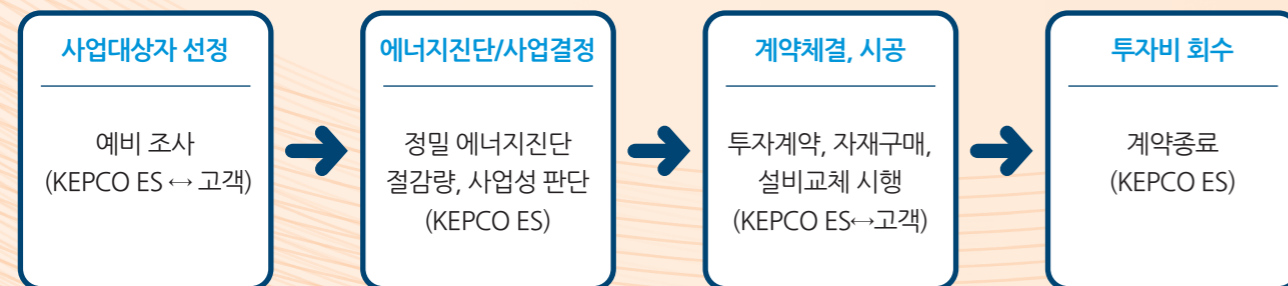 사업대상자 선정
예비 조사
(KEPCO ES ↔ 고객)
에너지진단/사업결정
정밀 에너지진단
절감량, 사업성 판단
(KEPCO ES)
계약체결, 시공
투자계약, 자재구매,
설비교체 시행
(KEPCO ES↔고객)
투자비 회수
계약종료
(KEPCO ES)